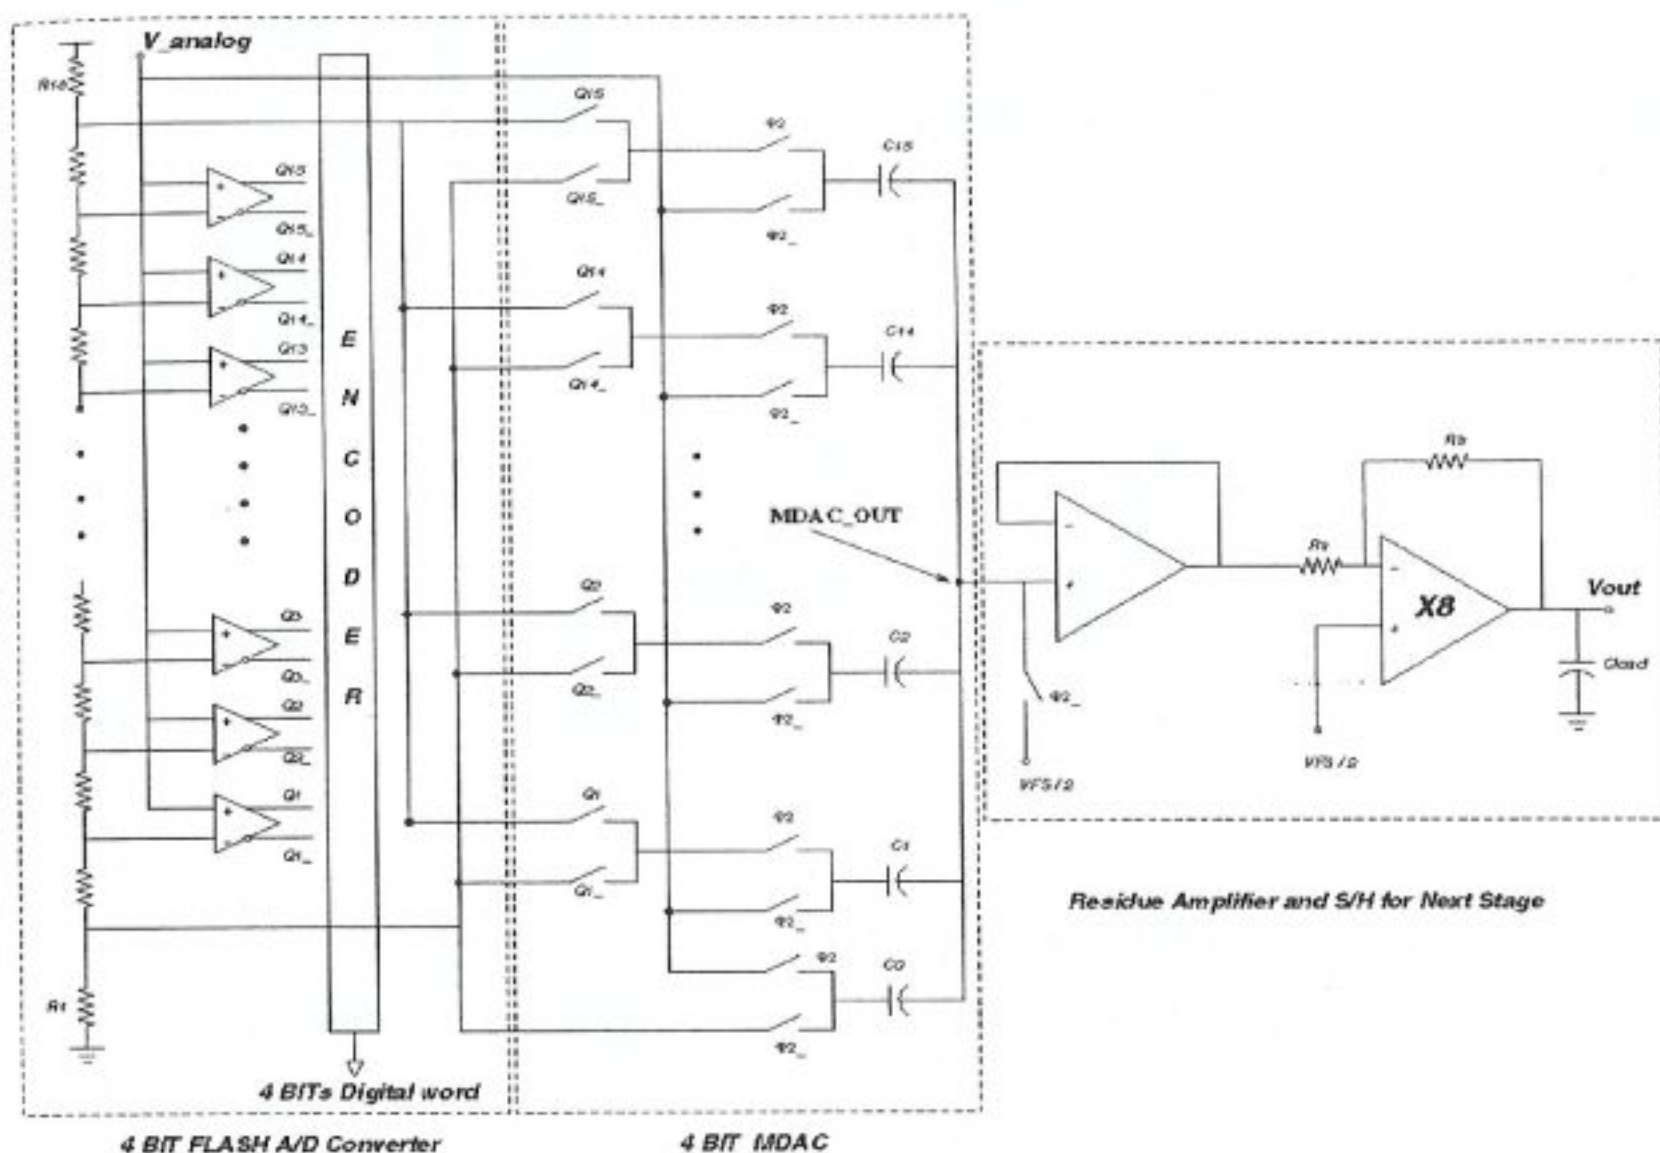 V_analog
Q15
Q15_
Q14
Q14_
Q13
Q13_
Q3
Q3_
Q2
Q2_
Q1
Q1_
R1
E
N
C
O
D
E
R
4 BITs Digital word
4 BIT FLASH A/D Converter
Q15
Q15_
Φ2
Φ2_
C15
Q14
Q14_
Φ2
Φ2_
C14
MDAC_OUT
Q2
Q2_
Φ2
Φ2_
C2
Q1
Q1_
Φ2
Φ2_
C1
Φ2
Φ2_
C0
4 BIT MDAC
Φ2_
VFS/2
VFS/2
X8
Vout
Cload
Residue Amplifier and S/H for Next Stage